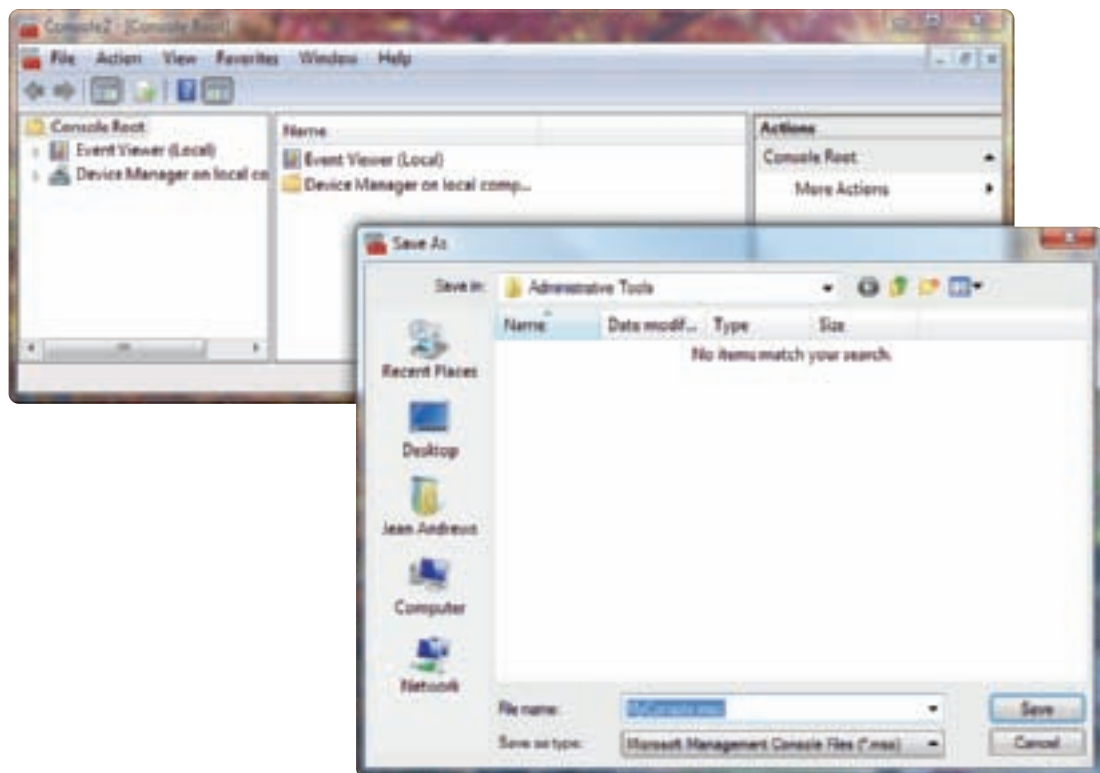 Console2 - [Console Root]
File Action View Favorites Window Help
Console Root
Event Viewer (Local)
Device Manager on local co
Name
Event Viewer (Local)
Device Manager on local comp...
Actions
Console Root
More Actions
Save As
Save in:
Administrative Tools
Name Date modif... Type Size
No items match your search.
Recent Places
Desktop
Jean Andrews
Computer
Network
File name:
MyConsole.msc
Save
Save as type:
Microsoft Management Console Files (*.msc)
Cancel